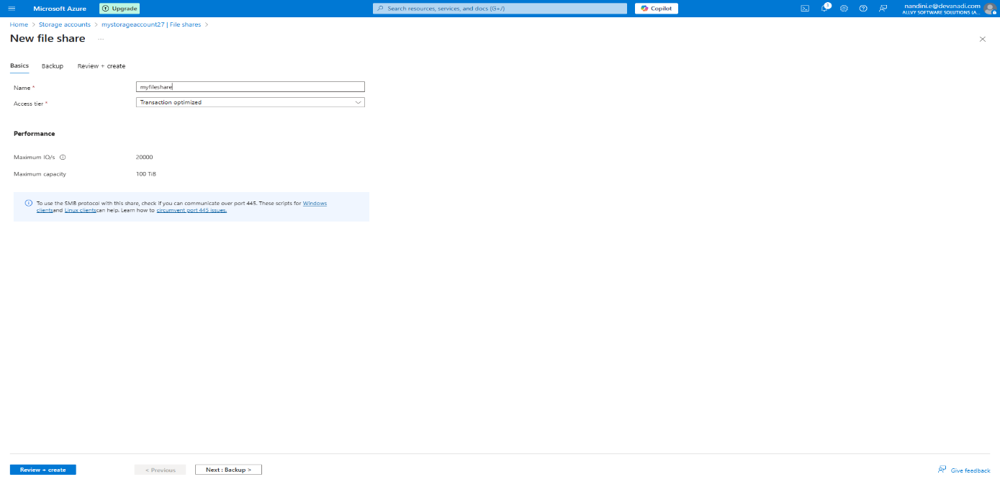 Microsoft Azure Upgrade Search resources, services, and docs (G+/) Copilot 3 nandini.e@devanadi.com
ALLVY SOFTWARE SOLUTIONS (A...
Home > Storage accounts > mystorageaccount27 | File shares >
New file share ...
Basics Backup Review + create
Name * myfileshare
Access tier * Transaction optimized
Performance
Maximum IO/s 20000
Maximum capacity 100 TiB
To use the SMB protocol with this share, check if you can communicate over port 445. These scripts for Windows
clientsand Linux clientscan help. Learn how to circumvent port 445 issues.
Review + create < Previous Next : Backup > Give feedback